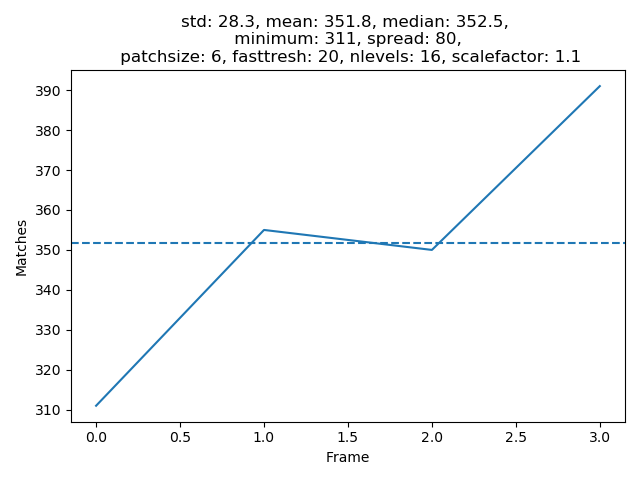 std: 28.3, mean: 351.8, median: 352.5,
minimum: 311, spread: 80,
patchsize: 6, fasttresh: 20, nlevels: 16, scalefactor: 1.1
390
380
370
360
350
340
330
320
310
Matches
0.0 0.5 1.0 1.5 2.0 2.5 3.0
Frame